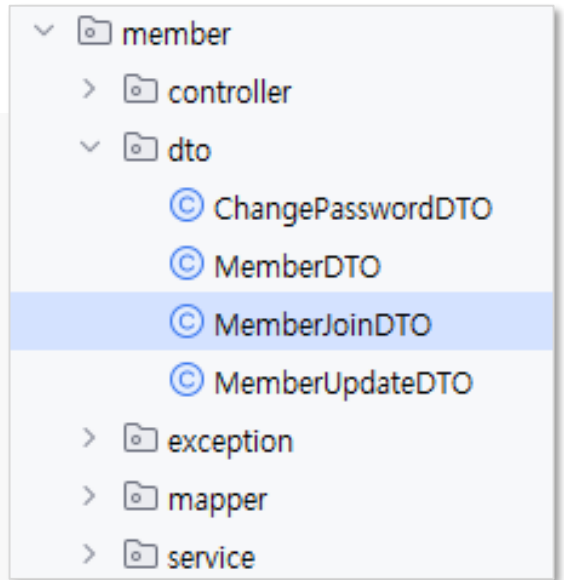 member
controller
dto
ChangePasswordDTO
MemberDTO
MemberJoinDTO
MemberUpdateDTO
exception
mapper
service